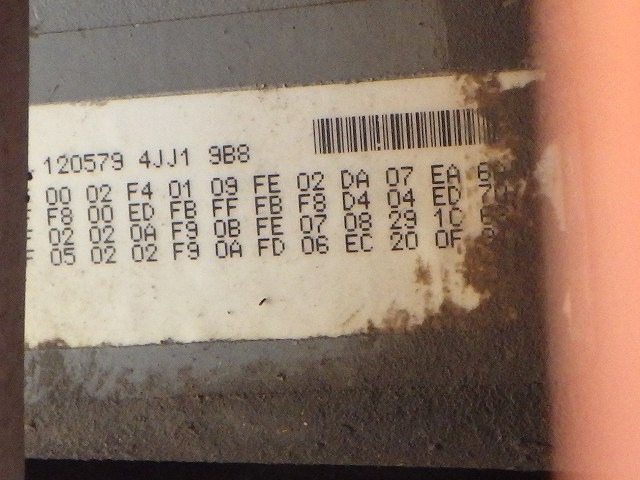 120579 4JJ1 9B8
00 02 F4 01 09 FE 02 DA 07 EA
F8 00 ED FB FF FB F8 D4 04 ED
02 02 0A F9 0B FE 07 08 29 1C
05 02 02 F9 0A FD 06 EC 20 0F